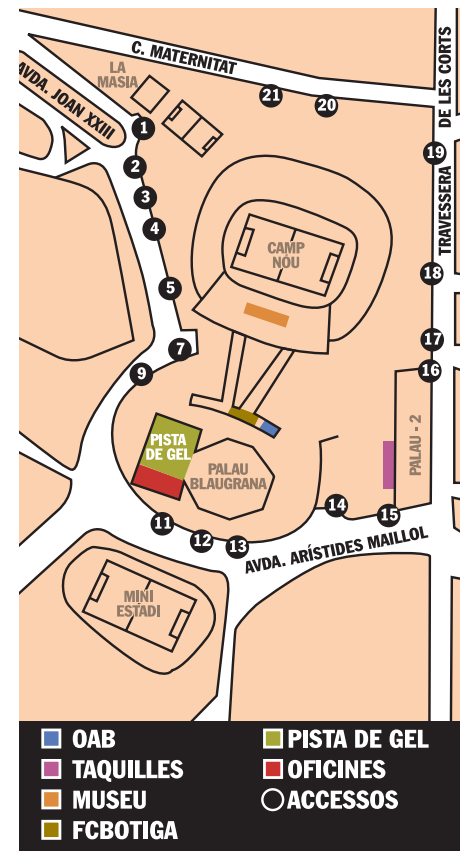 C. MATERNITAT
DE LES CORTS
TRAVESSERA
AVDA. JOAN XXIII
LA
MASIA
21
20
1
19
2
3
4
CAMP
NOU
18
5
17
7
16
9
PISTA
DE GEL
PALAU
BLAUGRANA
PALAU - 2
14
15
11
12
13
AVDA. ARÍSTIDES MAILLOL
MINI
ESTADI
OAB
TAQUILLES
MUSEU
FCBOTIGA
PISTA DE GEL
OFICINES
ACCESSOS